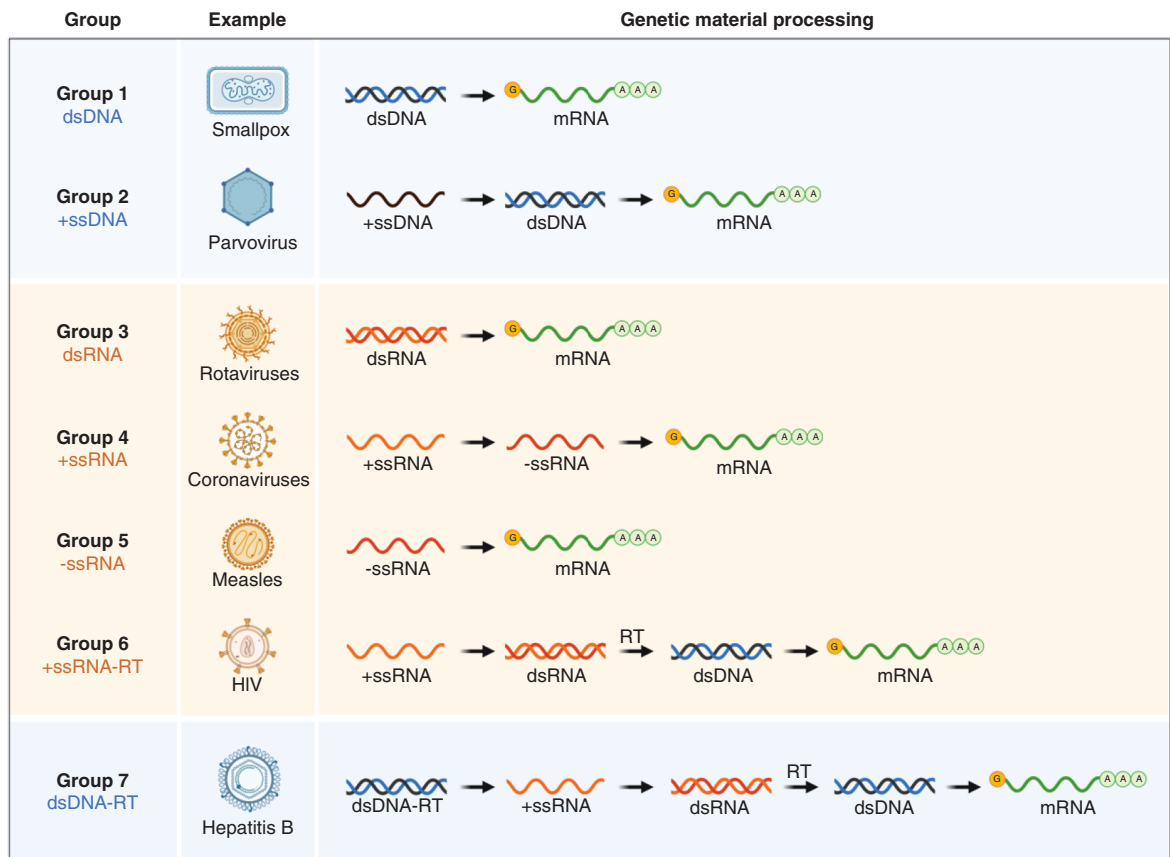 Group Example Genetic material processing
Group 1
dsDNA
Smallpox
G A A A
dsDNA mRNA
Group 2
+ssDNA
Parvovirus
G A A A
+ssDNA dsDNA mRNA
Group 3
dsRNA
Rotaviruses
G A A A
dsRNA mRNA
Group 4
+ssRNA
Coronaviruses
G A A A
+ssRNA -ssRNA mRNA
Group 5
-ssRNA
Measles
G A A A
-ssRNA mRNA
Group 6
+ssRNA-RT
HIV
RT G A A A
+ssRNA dsRNA dsDNA mRNA
Group 7
dsDNA-RT
Hepatitis B
RT G A A A
dsDNA-RT +ssRNA dsRNA dsDNA mRNA